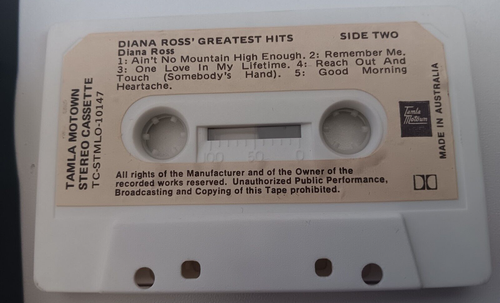 DIANA ROSS' GREATEST HITS SIDE TWO
Diana Ross
1: Ain't No Mountain High Enough. 2: Remember Me.
3: One Love In My Lifetime. 4: Reach Out And
Touch (Somebody's Hand). 5: Good Morning
Heartache.
TAMLA MOTOWN
STEREO CASSETTE
TC-STMLO-10147
Tamla
Motown
MADE IN AUSTRALIA
100 50 0
All rights of the Manufacturer and of the Owner of the
recorded works reserved. Unauthorized Public Performance,
Broadcasting and Copying of this Tape prohibited.